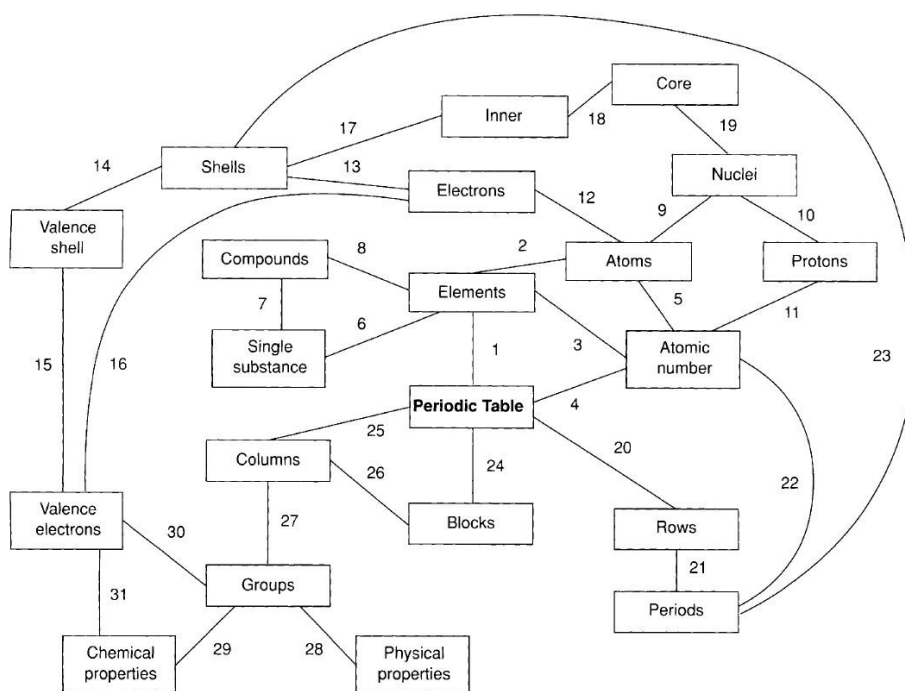 Core
Inner
18
17
19
14
Shells
13
Nuclei
Electrons
12
9
10
Valence
shell
8
2
Compounds
Atoms
Protons
Elements
7
5
6
11
Single
substance
3
Atomic
number
15
16
1
23
Periodic Table
4
25
20
Columns
26
24
22
Valence
electrons
27
Blocks
Rows
30
21
Groups
31
Periods
Chemical
properties
29
28
Physical
properties